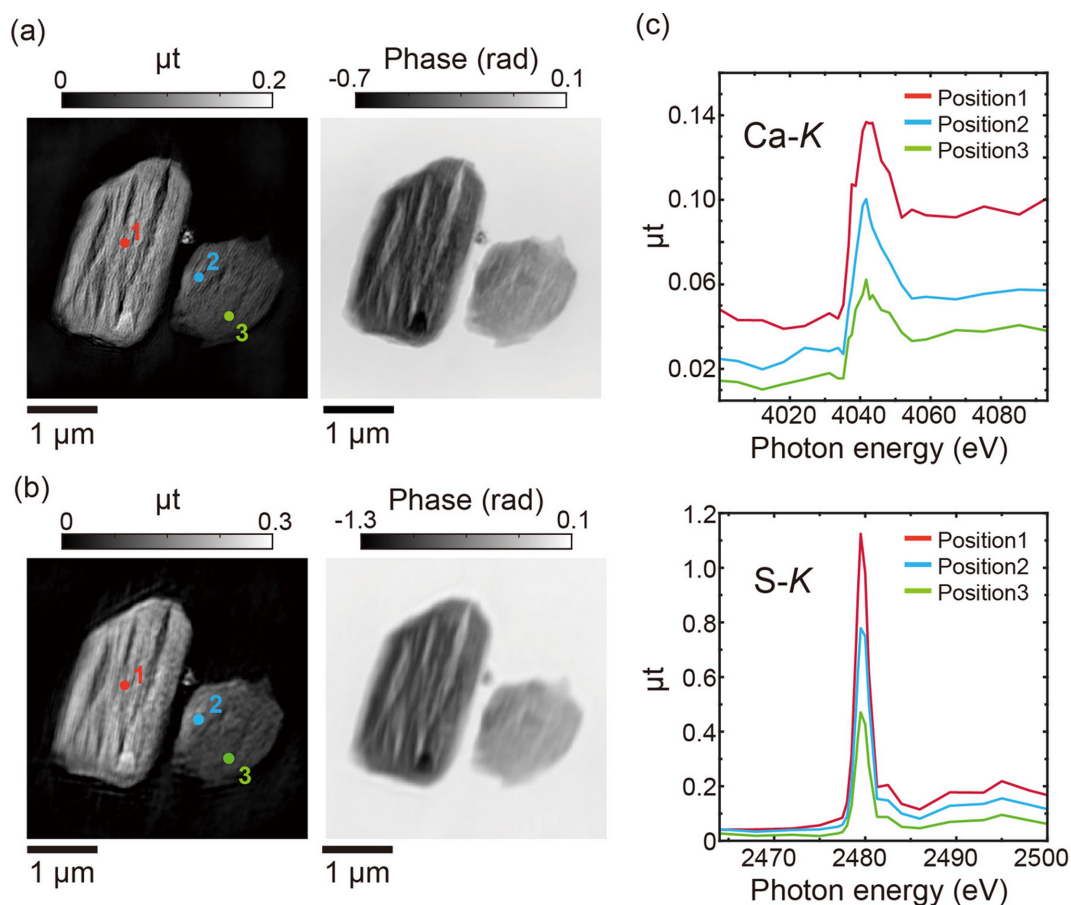 (a)
µt
0 0.2
Phase (rad)
-0.7 0.1
1
2
3
1 µm
1 µm
(b)
µt
0 0.3
Phase (rad)
-1.3 0.1
1
2
3
1 µm
1 µm
(c)
Ca-K
Position1
Position2
Position3
µt
0.14
0.10
0.06
0.02
4020 4040 4060 4080
Photon energy (eV)
S-K
Position1
Position2
Position3
µt
1.2
1.0
0.8
0.6
0.4
0.2
0
2470 2480 2490 2500
Photon energy (eV)